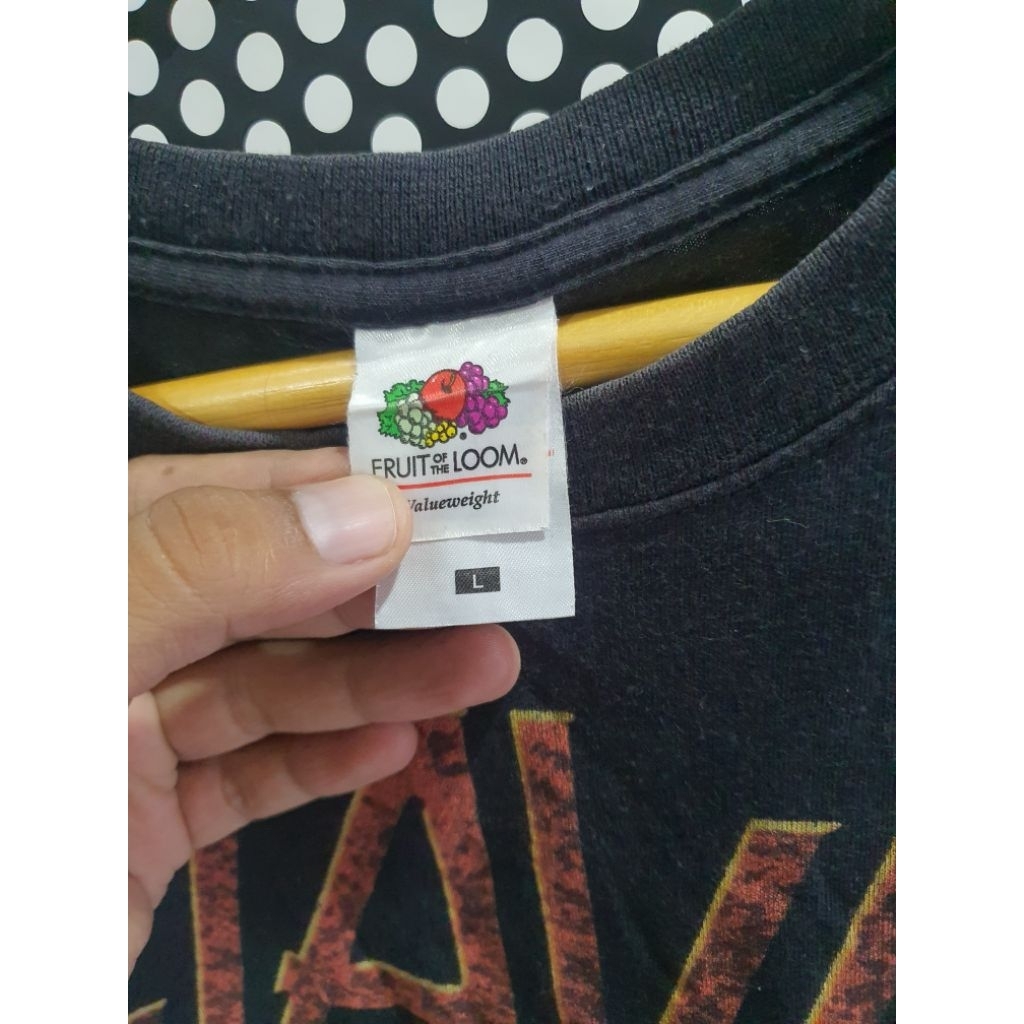 FRUIT OF THE LOOM®
Valueweight
L